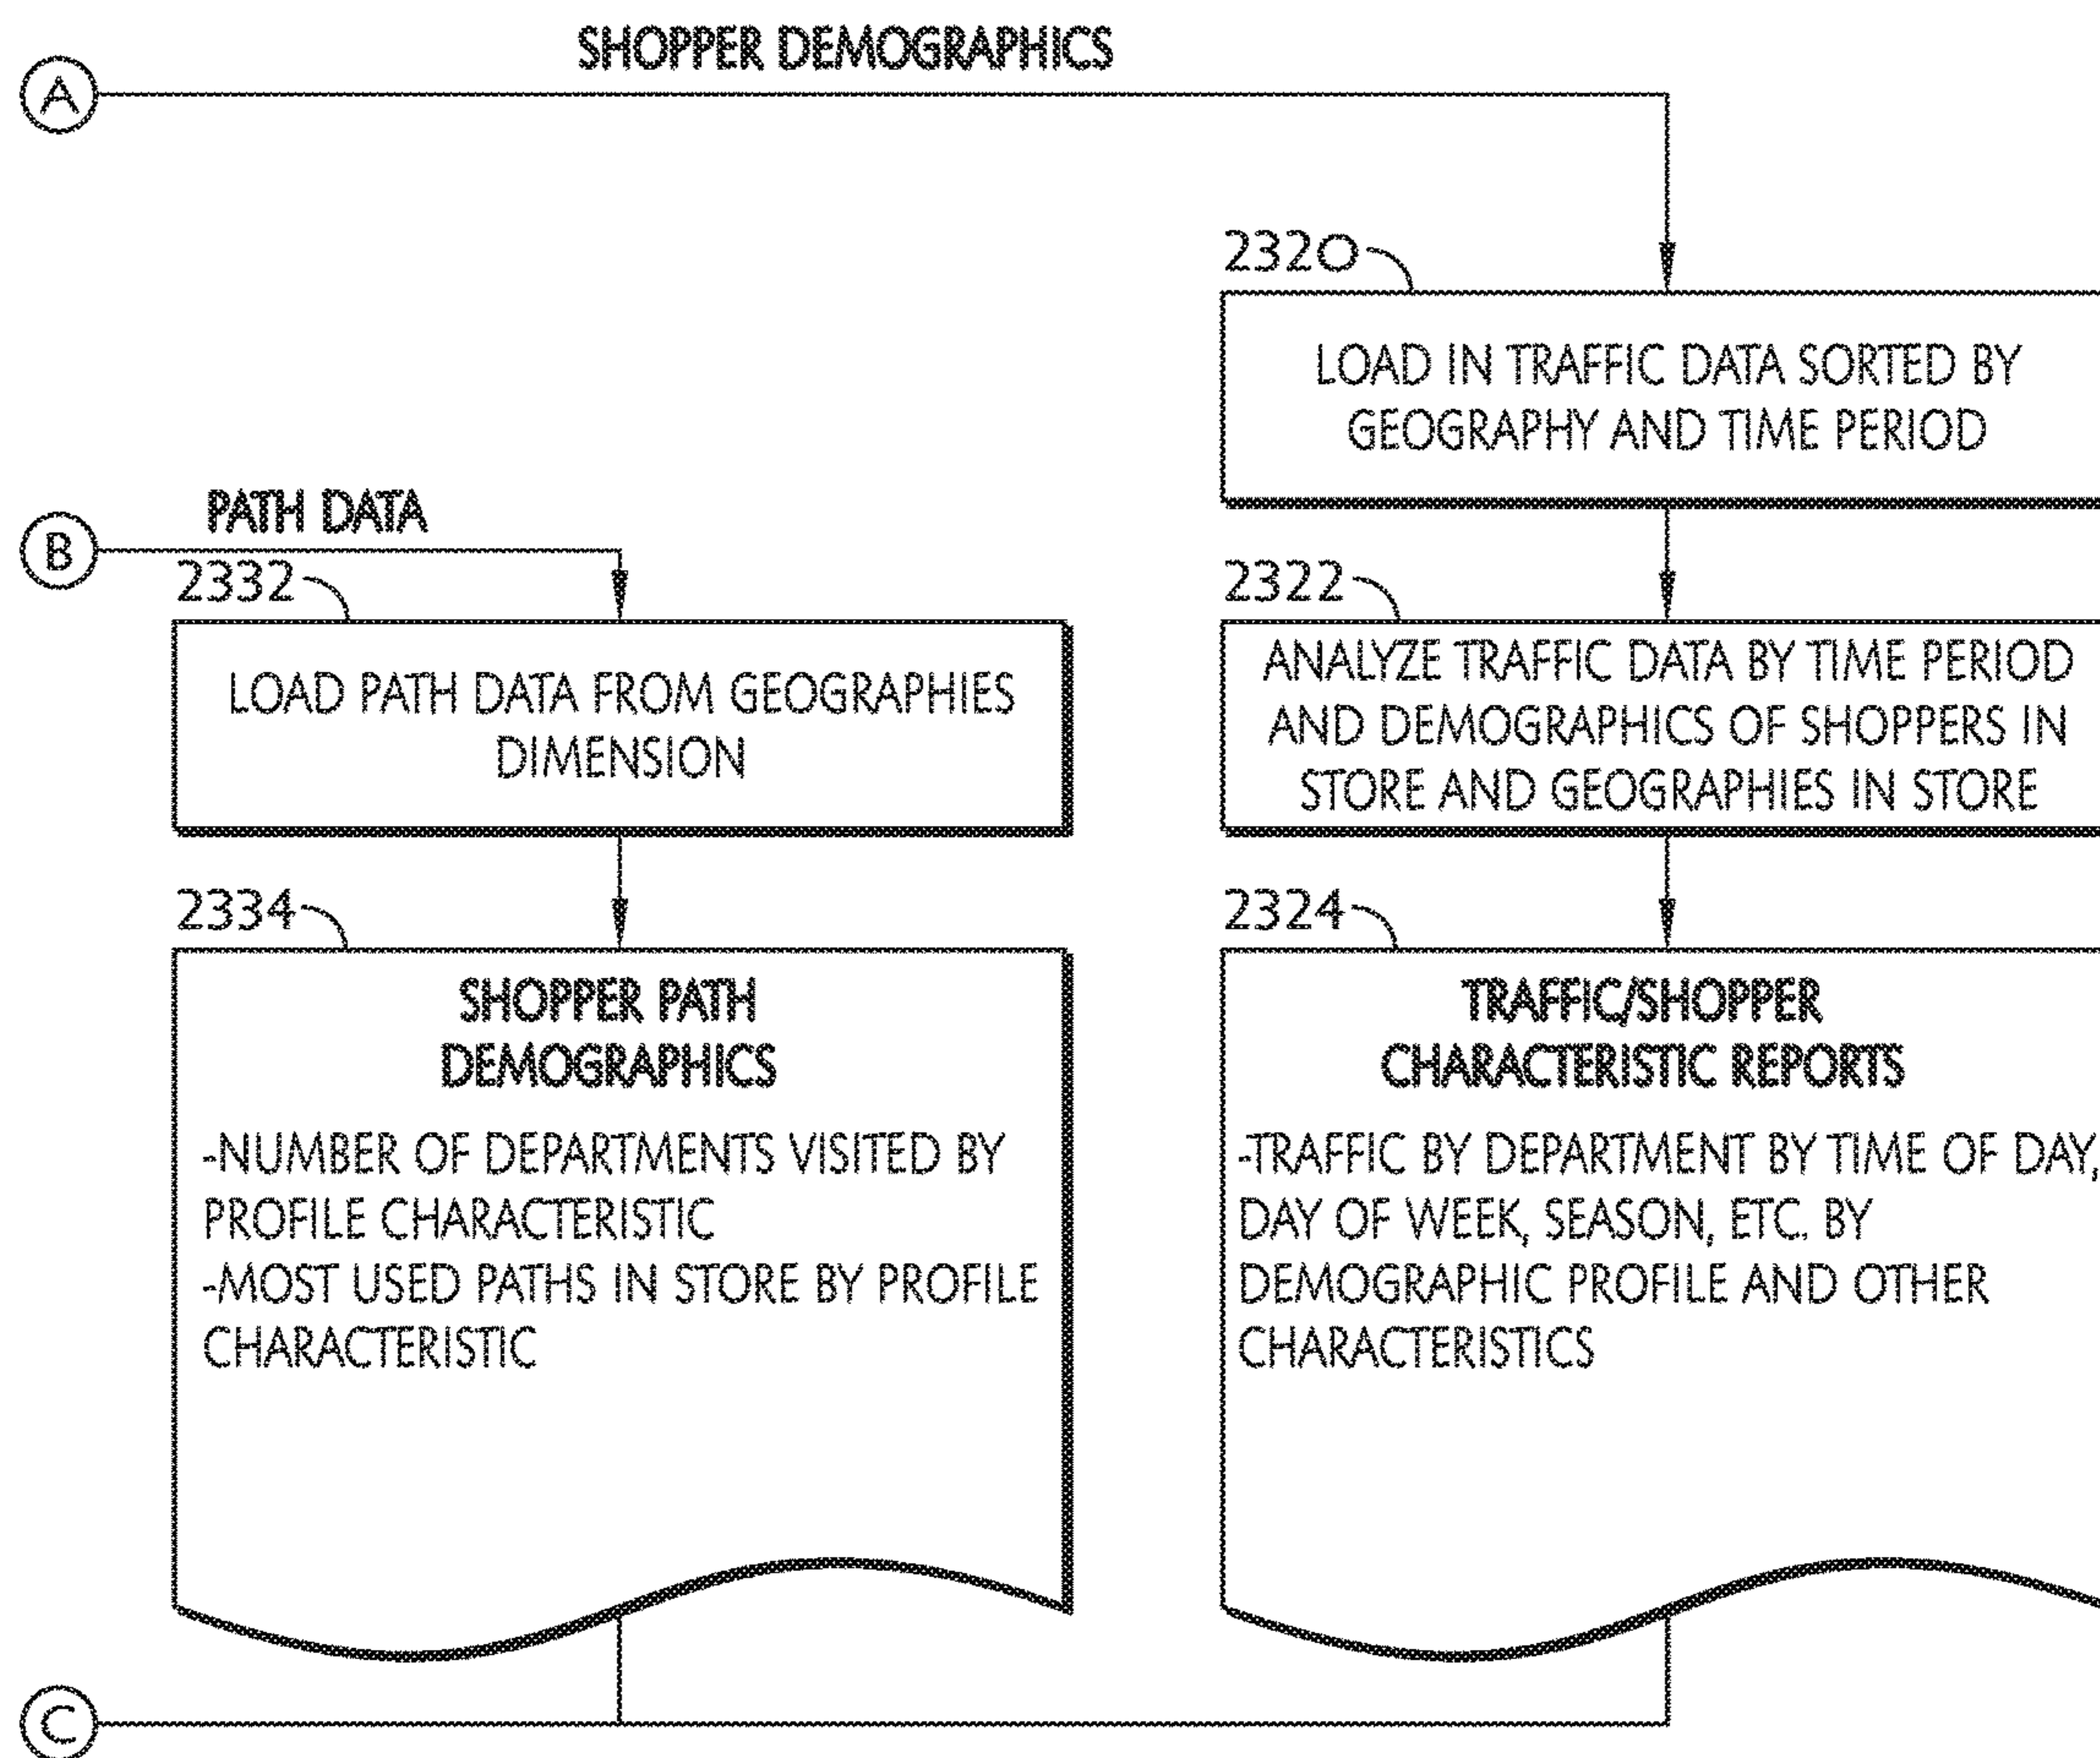 SHOPPER DEMOGRAPHICS
A
2320
LOAD IN TRAFFIC DATA SORTED BY
GEOGRAPHY AND TIME PERIOD
PATH DATA
B
2332
LOAD PATH DATA FROM GEOGRAPHIES
DIMENSION
2322
ANALYZE TRAFFIC DATA BY TIME PERIOD
AND DEMOGRAPHICS OF SHOPPERS IN
STORE AND GEOGRAPHIES IN STORE
2334
SHOPPER PATH
DEMOGRAPHICS
-NUMBER OF DEPARTMENTS VISITED BY
PROFILE CHARACTERISTIC
-MOST USED PATHS IN STORE BY PROFILE
CHARACTERISTIC
2324
TRAFFIC/SHOPPER
CHARACTERISTIC REPORTS
-TRAFFIC BY DEPARTMENT BY TIME OF DAY,
DAY OF WEEK, SEASON, ETC. BY
DEMOGRAPHIC PROFILE AND OTHER
CHARACTERISTICS
C